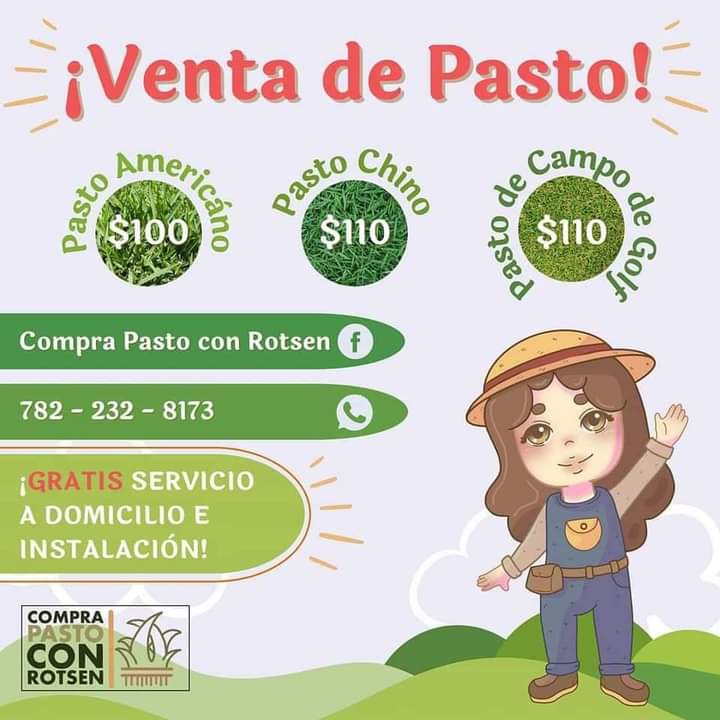 ¡Venta de Pasto!
Pasto Americáno
$100
Pasto Chino
$110
Pasto de Campo de Golf
$110
Compra Pasto con Rotsen f
782 - 232 - 8173
¡GRATIS SERVICIO
A DOMICILIO E
INSTALACIÓN!
COMPRA
PASTO
CON
ROTSEN